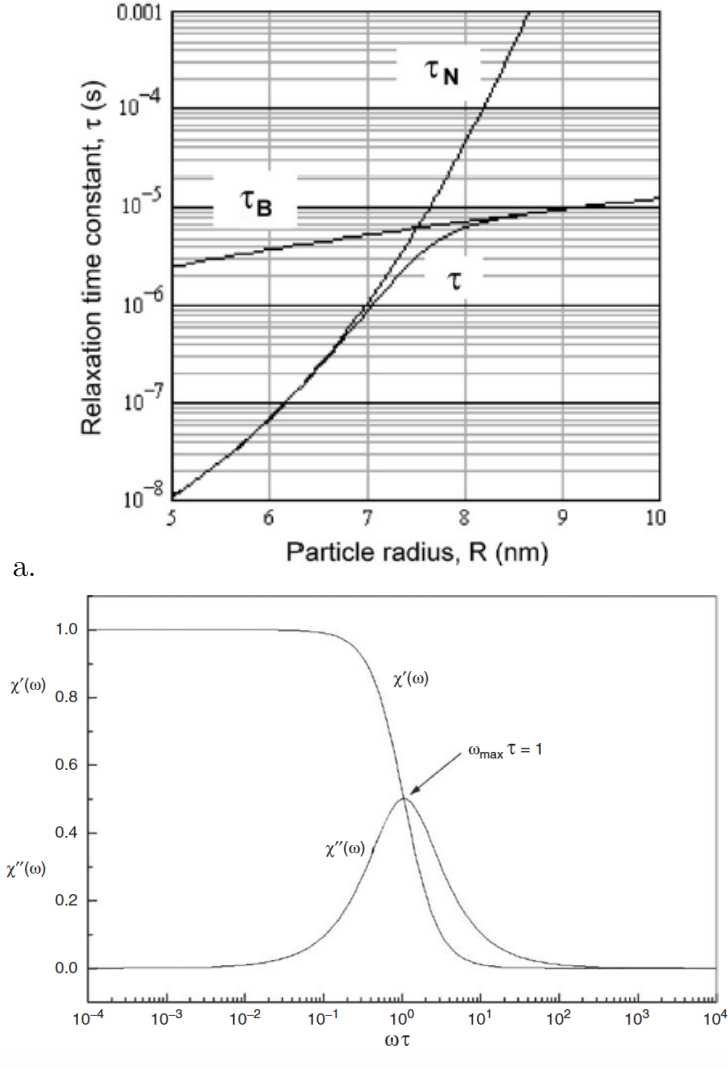 0.001
10⁻⁴
10⁻⁵
10⁻⁶
10⁻⁷
10⁻⁸
Relaxation time constant, τ (s)
τN
τB
τ
5 6 7 8 9 10
Particle radius, R (nm)
a.
1.0
0.8
0.6
0.4
0.2
0.0
χ′(ω)
χ″(ω)
χ′(ω)
ωmax τ = 1
χ″(ω)
10⁻⁴ 10⁻³ 10⁻² 10⁻¹ 10⁰ 10¹ 10² 10³ 10⁴
ωτ